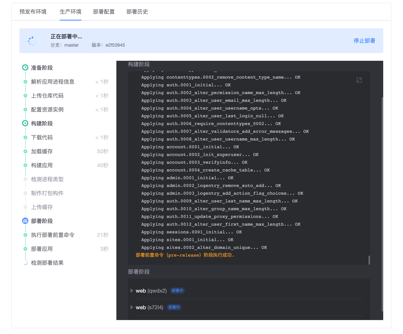 预发布环境 生产环境 部署配置 部署历史
正在部署中...
分支：master 版本：e2f03945
停止部署
准备阶段
解析应用进程信息 < 1秒
上传仓库代码 < 1秒
配置资源实例 < 1秒
构建阶段
下载代码 < 1秒
加载缓存 50秒
构建应用 40秒
检测进程类型
制作打包构件
上传缓存
部署阶段
执行部署前置命令 21秒
部署应用 3秒
检测部署结果
构建阶段
Applying contenttypes.0002_remove_content_type_name... OK
Applying auth.0001_initial... OK
Applying auth.0002_alter_permission_name_max_length... OK
Applying auth.0003_alter_user_email_max_length... OK
Applying auth.0004_alter_user_username_opts... OK
Applying auth.0005_alter_user_last_login_null... OK
Applying auth.0006_require_contenttypes_0002... OK
Applying auth.0007_alter_validators_add_error_messages... OK
Applying auth.0008_alter_user_username_max_length... OK
Applying account.0001_initial... OK
Applying account.0002_init_superuser... OK
Applying account.0003_verifyinfo... OK
Applying account.0004_create_cache_table... OK
Applying admin.0001_initial... OK
Applying admin.0002_logentry_remove_auto_add... OK
Applying admin.0003_logentry_add_action_flag_choices... OK
Applying auth.0009_alter_user_last_name_max_length... OK
Applying auth.0010_alter_group_name_max_length... OK
Applying auth.0011_update_proxy_permissions... OK
Applying auth.0012_alter_user_first_name_max_length... OK
Applying sessions.0001_initial... OK
Applying sites.0001_initial... OK
Applying sites.0002_alter_domain_unique... OK
部署前置命令 (pre-release) 阶段执行成功.
部署阶段
web (qwdx2)
web (s7314)